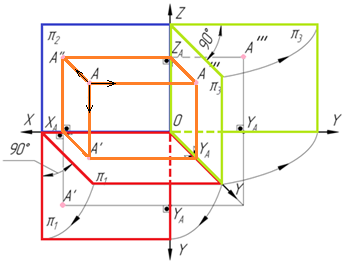 Z
90°
π₂
π₃
A"
Z_A
A'''
π₃
A
A'''
X
X_A
O
Y_A
Y
90°
A'
Y_A
π₁
Y
A'
π₁
Y_A
Y